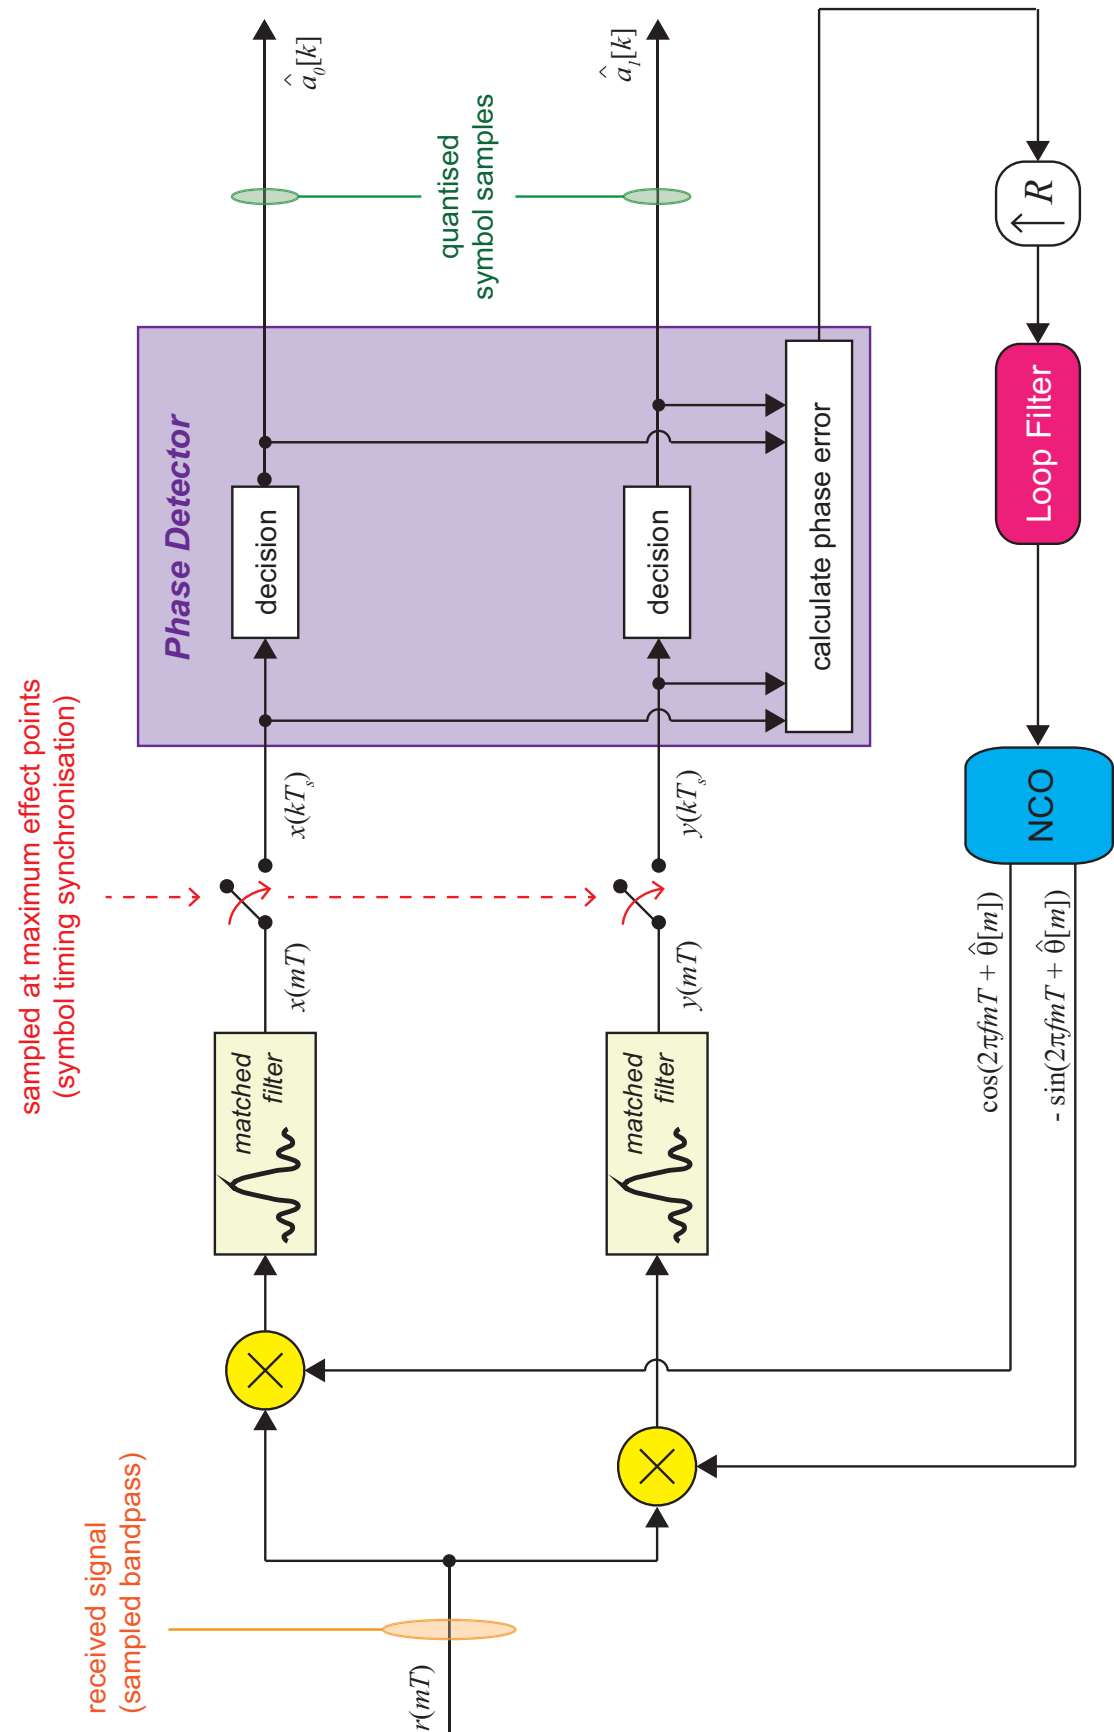 received signal
(sampled bandpass)
r(mT)
sampled at maximum effect points
(symbol timing synchronisation)
matched
filter
x(mT)
x(kT)s
Phase Detector
decision
â₀[k]
matched
filter
y(mT)
y(kT)s
decision
â₁[k]
quantised
symbol samples
calculate phase error
cos(2πfmT + θ̂[m])
- sin(2πfmT + θ̂[m])
NCO
Loop Filter
↑ R